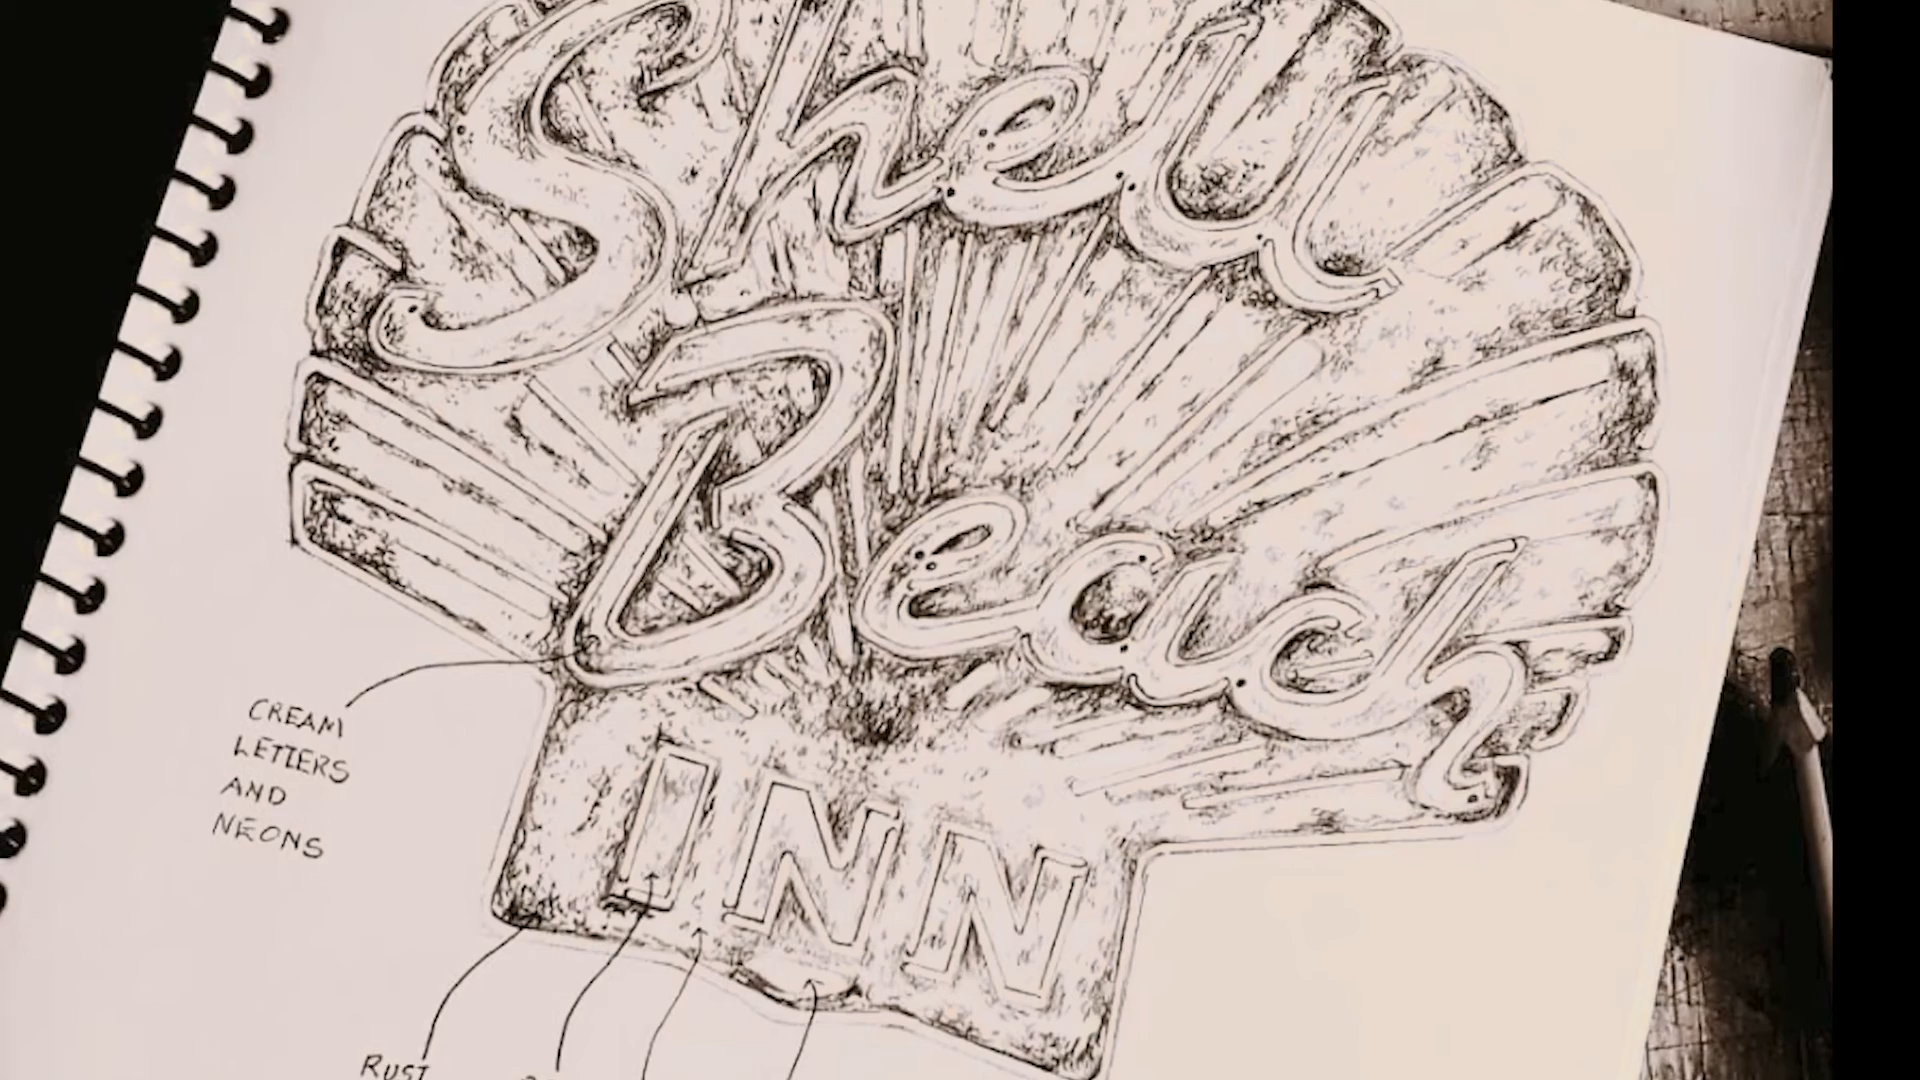 Shell
Beach
INN
CREAM
LETTERS
AND
NEONS
RUST